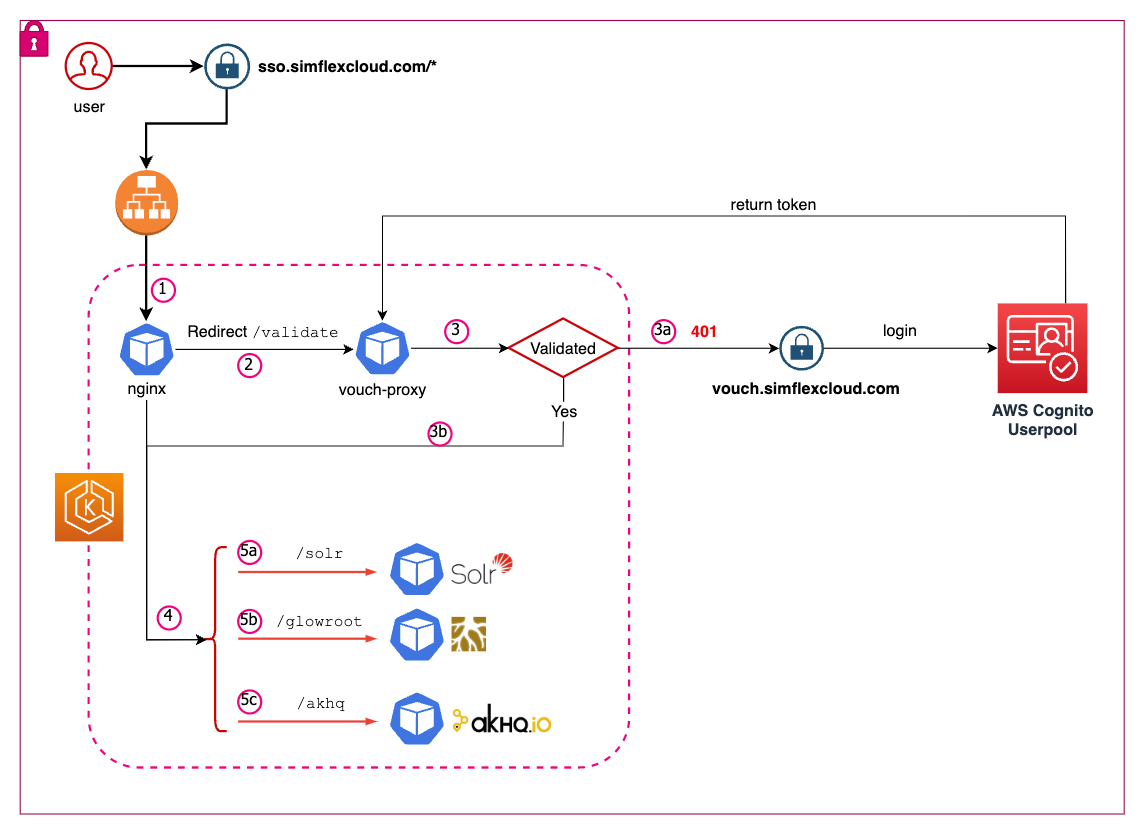 sso.simflexcloud.com/*
user
return token
1
Redirect /validate
2
3
Validated
3a
401
login
nginx
vouch-proxy
vouch.simflexcloud.com
Yes
AWS Cognito
Userpool
3b
K
5a
/solr
Solr
4
5b
/glowroot
5c
/akhq
aKHQ.iO